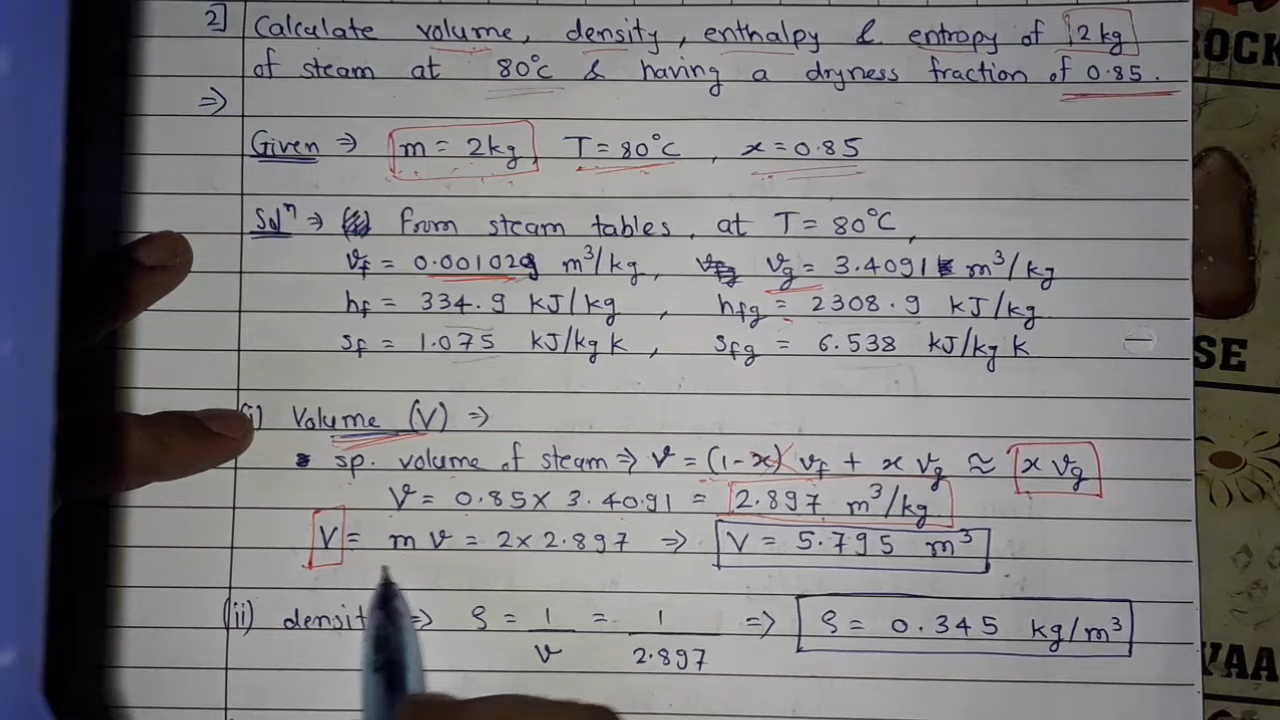 2] Calculate volume, density, enthalpy & entropy of 2 kg
of steam at 80°C & having a dryness fraction of 0.85.
⇒
Given ⇒ m = 2kg, T = 80°C, x = 0.85
Solⁿ ⇒ from steam tables, at T = 80°C,
vf = 0.001029 m³/kg, vg = 3.4091 m³/kg
hf = 334.9 kJ/kg, hfg = 2308.9 kJ/kg
sf = 1.075 kJ/kg K, sfg = 6.538 kJ/kg K
i) Volume (V) ⇒
sp. volume of steam ⇒ v = (1-x) vf + x vg ≈ x vg
v = 0.85 × 3.4091 = 2.897 m³/kg
V = m v = 2 × 2.897 ⇒ V = 5.795 m³
(ii) densit ⇒ ρ = 1/v = 1/2.897 ⇒ ρ = 0.345 kg/m³
OCK
SE
VAA